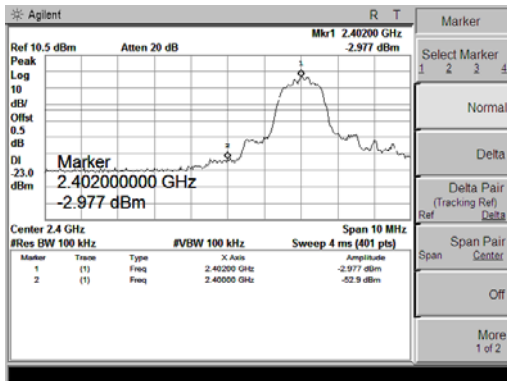 Agilent R T
Mkr1 2.40200 GHz
Ref 10.5 dBm Atten 20 dB -2.977 dBm
Peak
Log
10
dB/
Offst
0.5
dB
DI
-23.0
dBm
1
2
Marker
2.402000000 GHz
-2.977 dBm
Center 2.4 GHz Span 10 MHz
#Res BW 100 kHz #VBW 100 kHz Sweep 4 ms (401 pts)
Marker Trace Type X Axis Amplitude
1 (1) Freq 2.40200 GHz -2.977 dBm
2 (1) Freq 2.40000 GHz -52.9 dBm
Marker
Select Marker
1 2 3 4
Normal
Delta
Delta Pair
(Tracking Ref)
Ref Delta
Span Pair
Span Center
Off
More
1 of 2